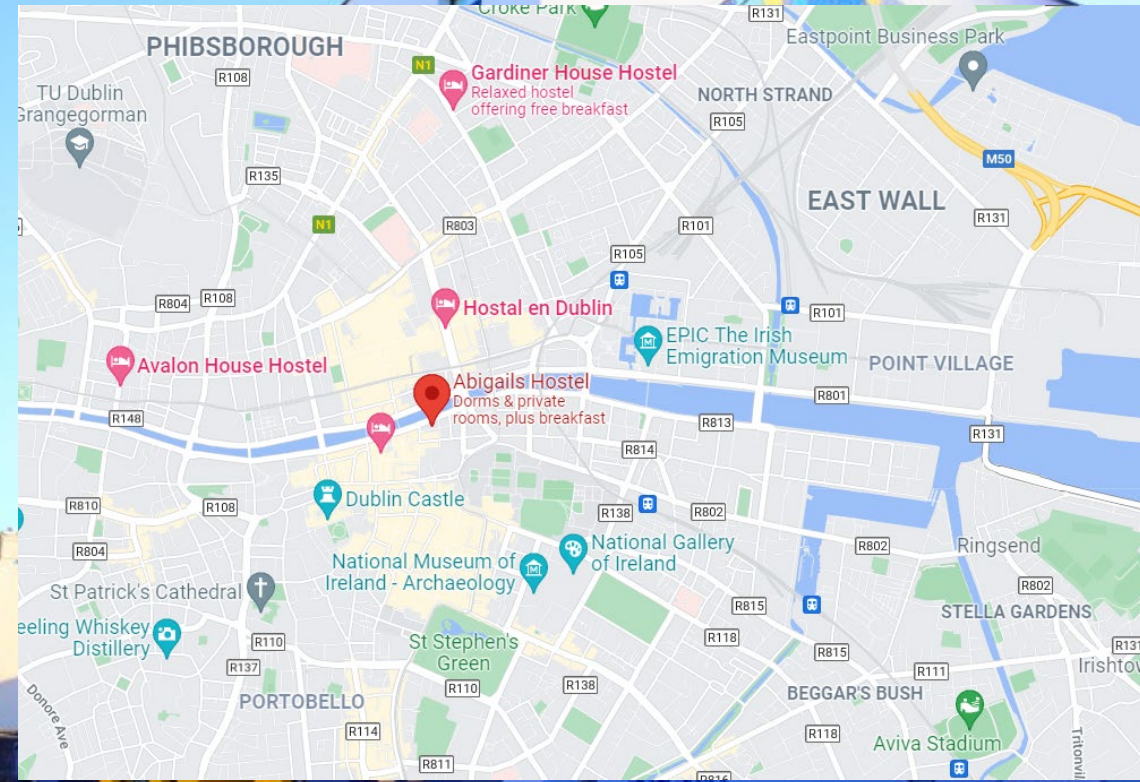 Croke Park
R131
PHIBSBOROUGH
Eastpoint Business Park
N1
R108
Gardiner House Hostel
Relaxed hostel
offering free breakfast
TU Dublin
Grangegorman
NORTH STRAND
R105
M50
R135
EAST WALL
R131
N1
R803
R101
R105
R804
R108
Hostal en Dublin
R101
EPIC The Irish
Emigration Museum
Avalon House Hostel
POINT VILLAGE
Abigails Hostel
Dorms & private
rooms, plus breakfast
R801
R148
R813
R131
R814
Dublin Castle
R810
R108
R138
R802
R804
National Gallery
of Ireland
R802
Ringsend
National Museum of
Ireland - Archaeology
St Patrick's Cathedral
R802
R815
STELLA GARDENS
eeling Whiskey
Distillery
R110
St Stephen's
Green
R118
R815
R131
Irishtow
R137
R111
R110
R138
PORTOBELLO
BEGGAR'S BUSH
Donore Ave
R114
R118
Aviva Stadium
Tritonvil
R811
R816